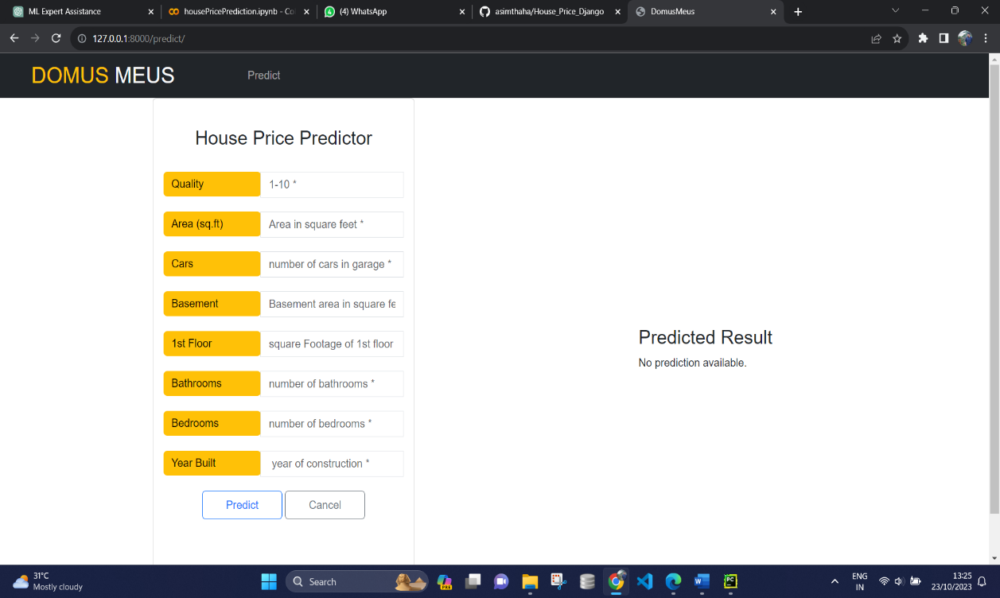 ML Expert Assistance
housePricePrediction.ipynb - Co
(4) WhatsApp
asimthaha/House_Price_Django
DomusMeus
127.0.0.1:8000/predict/
DOMUS MEUS
Predict
House Price Predictor
Quality
1-10 *
Area (sq.ft)
Area in square feet *
Cars
number of cars in garage *
Basement
Basement area in square fe
1st Floor
square Footage of 1st floor
Bathrooms
number of bathrooms *
Bedrooms
number of bedrooms *
Year Built
year of construction *
Predict
Cancel
Predicted Result
No prediction available.
31°C
Mostly cloudy
Search
PRE
W
PC
ENG
IN
13:25
23/10/2023